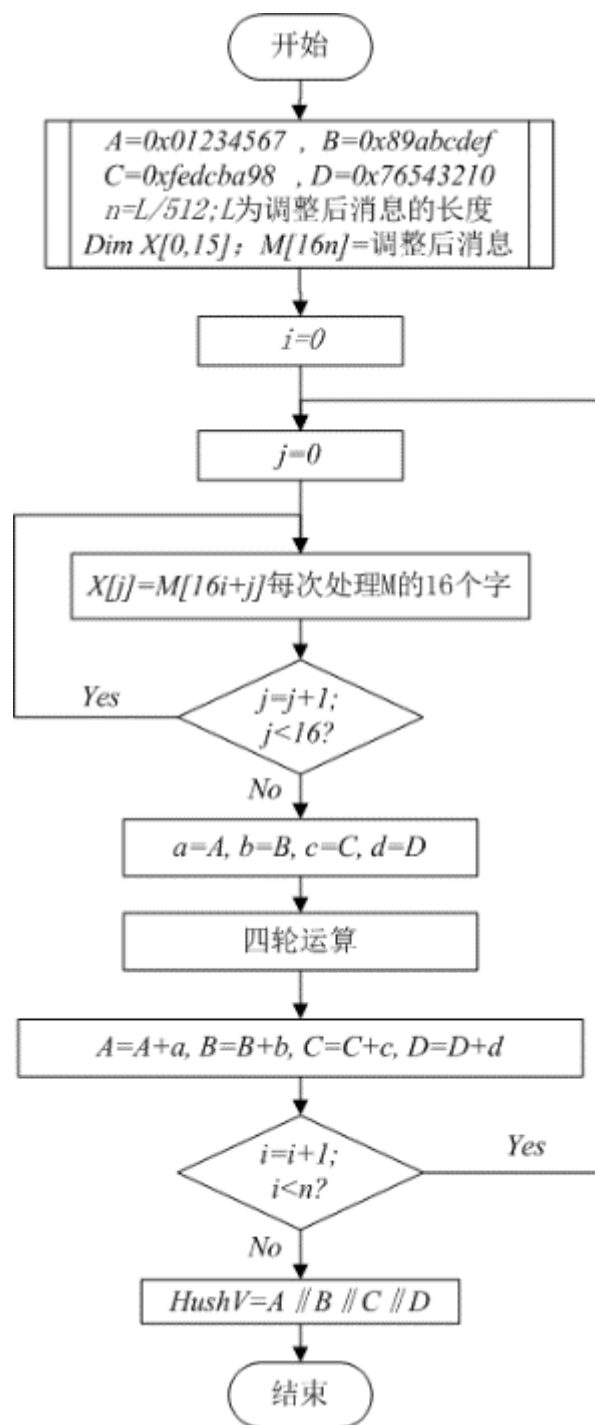 开始
A=0x01234567 , B=0x89abcdef
C=0xfedcba98 ,D=0x76543210
n=L/512;L为调整后消息的长度
Dim X[0,15]；M[16n]=调整后消息
i=0
j=0
X[j]=M[16i+j]每次处理M的16个字
Yes
j=j+1;
j<16?
No
a=A, b=B, c=C, d=D
四轮运算
A=A+a, B=B+b, C=C+c, D=D+d
i=i+1;
i<n?
Yes
No
HushV=A∥B∥C∥D
结束